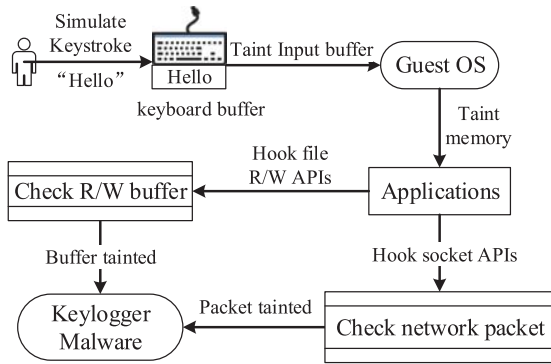 Simulate
Keystroke
“Hello”
Hello
keyboard buffer
Taint Input buffer
Guest OS
Taint
memory
Hook file
R/W APIs
Check R/W buffer
Applications
Buffer tainted
Hook socket APIs
Keylogger
Malware
Packet tainted
Check network packet